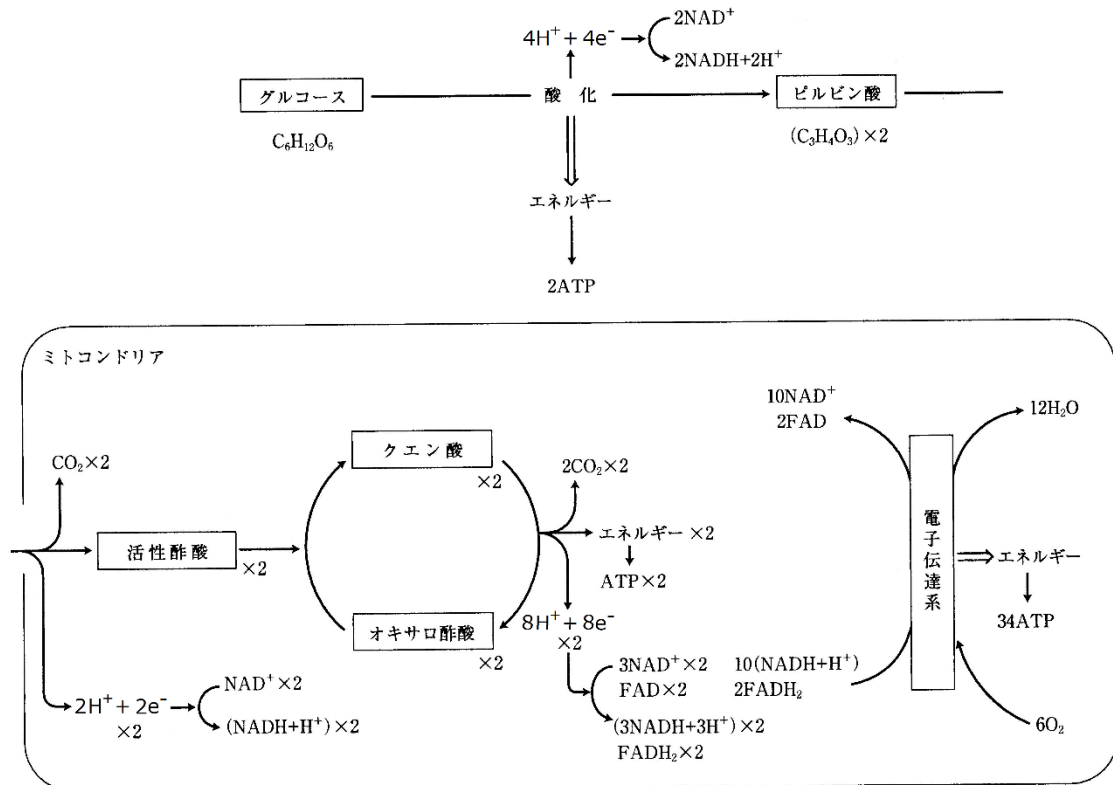 4H⁺ + 4e⁻
2NAD⁺
2NADH+2H⁺
グルコース
酸 化
ピルビン酸
C₆H₁₂O₆
(C₃H₄O₃)×2
エネルギー
2ATP
ミトコンドリア
CO₂×2
活性酢酸
×2
2H⁺ + 2e⁻
×2
NAD⁺×2
(NADH+H⁺)×2
クエン酸
×2
オキサロ酢酸
×2
2CO₂×2
エネルギー ×2
ATP×2
8H⁺ + 8e⁻
×2
3NAD⁺×2
FAD×2
(3NADH+3H⁺)×2
FADH₂×2
10NAD⁺
2FAD
10(NADH+H⁺)
2FADH₂
電子伝達系
12H₂O
エネルギー
34ATP
6O₂